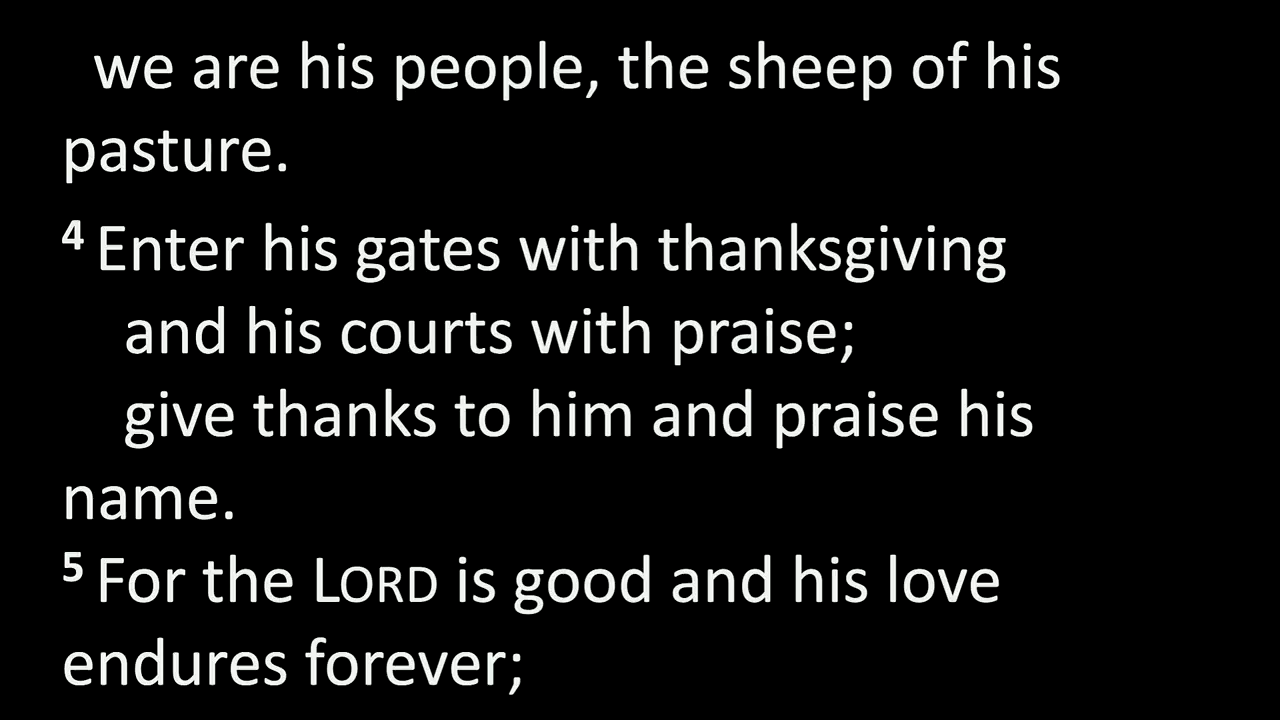 we are his people, the sheep of his
pasture.
4 Enter his gates with thanksgiving
and his courts with praise;
give thanks to him and praise his
name.
5 For the LORD is good and his love
endures forever;